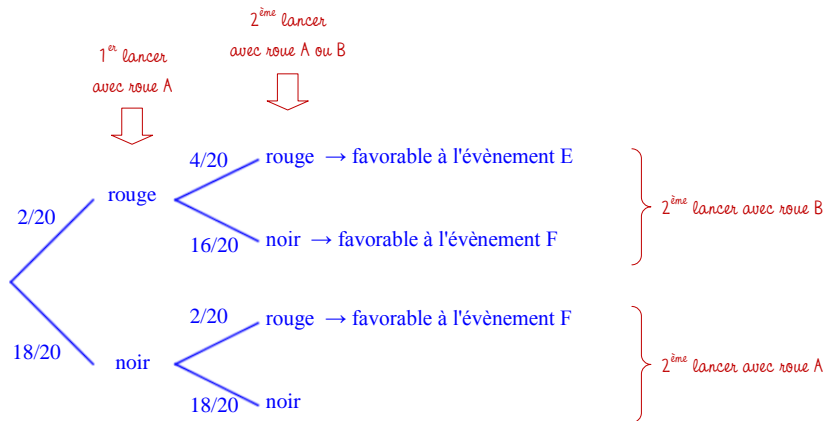 1er lancer
avec roue A
2ème lancer
avec roue A ou B
4/20
rouge → favorable à l'évènement E
rouge
2/20
2ème lancer avec roue B
16/20
noir → favorable à l'évènement F
2/20
rouge → favorable à l'évènement F
18/20
noir
2ème lancer avec roue A
18/20
noir